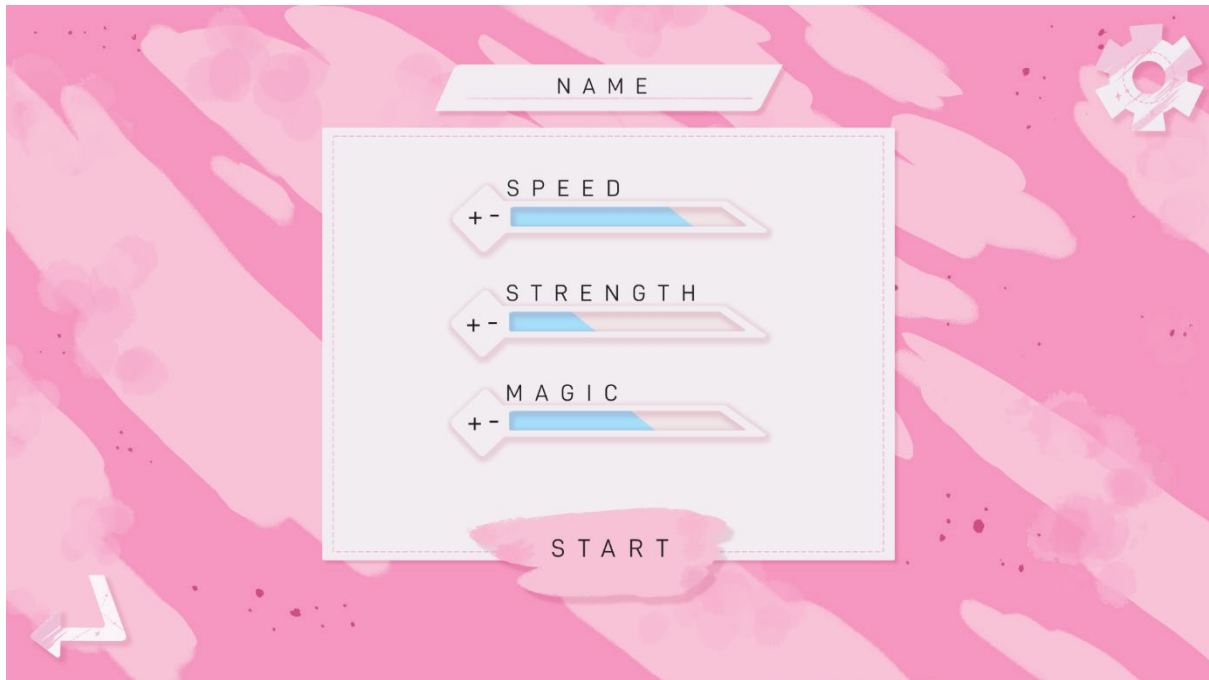 NAME
SPEED
+ -
STRENGTH
+ -
MAGIC
+ -
START